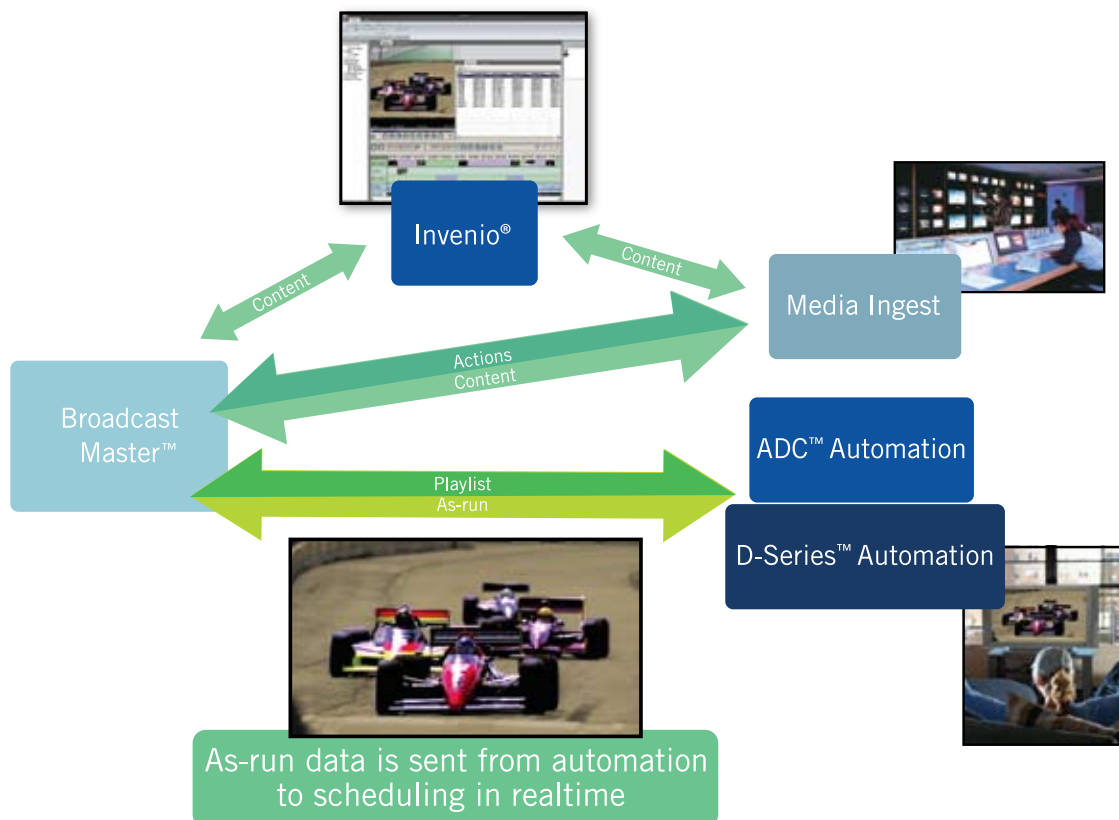 Invenio®
Content
Content
Media Ingest
Actions
Content
Broadcast
Master™
ADC™ Automation
Playlist
As-run
D-Series™ Automation
As-run data is sent from automation
to scheduling in realtime